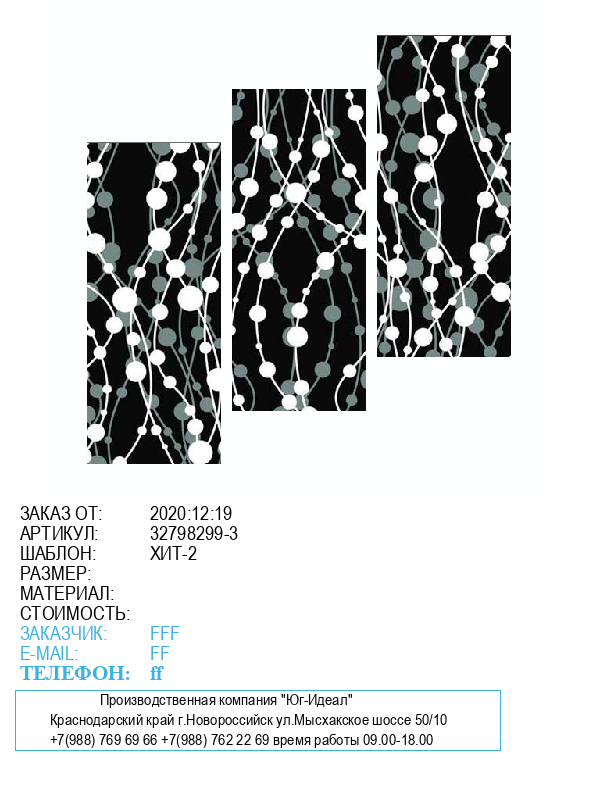 ЗАКАЗ ОТ: 2020:12:19
АРТИКУЛ: 32798299-3
ШАБЛОН: ХИТ-2
РАЗМЕР:
МАТЕРИАЛ:
СТОИМОСТЬ:
ЗАКАЗЧИК: FFF
E-MAIL: FF
ТЕЛЕФОН: ff
Производственная компания "Юг-Идеал"
Краснодарский край г.Новороссийск ул.Мысхакское шоссе 50/10
+7(988) 769 69 66 +7(988) 762 22 69 время работы 09.00-18.00